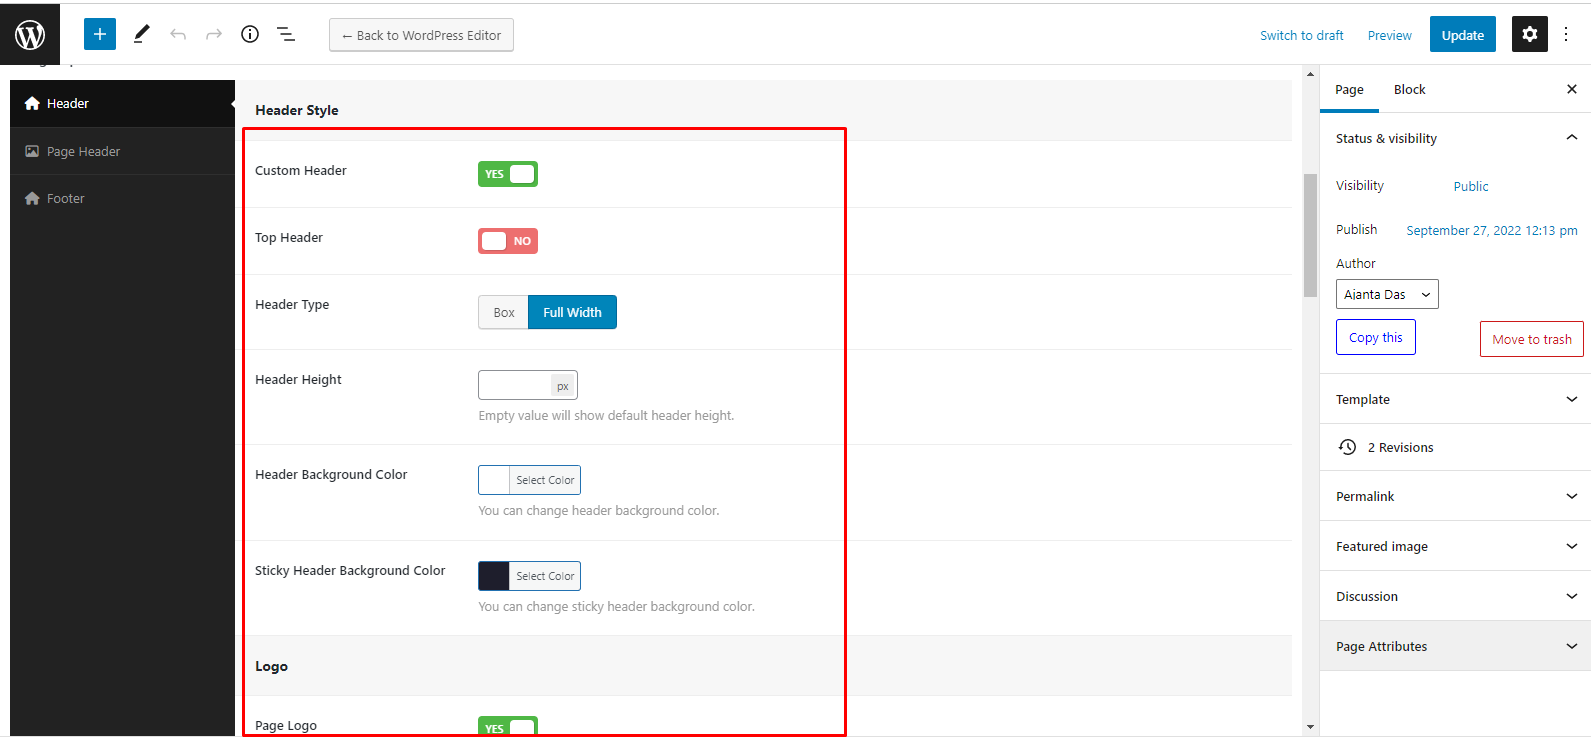 ← Back to WordPress Editor
Switch to draft
Preview
Update
Header
Page Header
Footer
Header Style
Custom Header
YES
Top Header
NO
Header Type
Box
Full Width
Header Height
px
Empty value will show default header height.
Header Background Color
Select Color
You can change header background color.
Sticky Header Background Color
Select Color
You can change sticky header background color.
Logo
Page Logo
YES
Page
Block
Status & visibility
Visibility
Public
Publish
September 27, 2022 12:13 pm
Author
Ajanta Das
Copy this
Move to trash
Template
2 Revisions
Permalink
Featured image
Discussion
Page Attributes